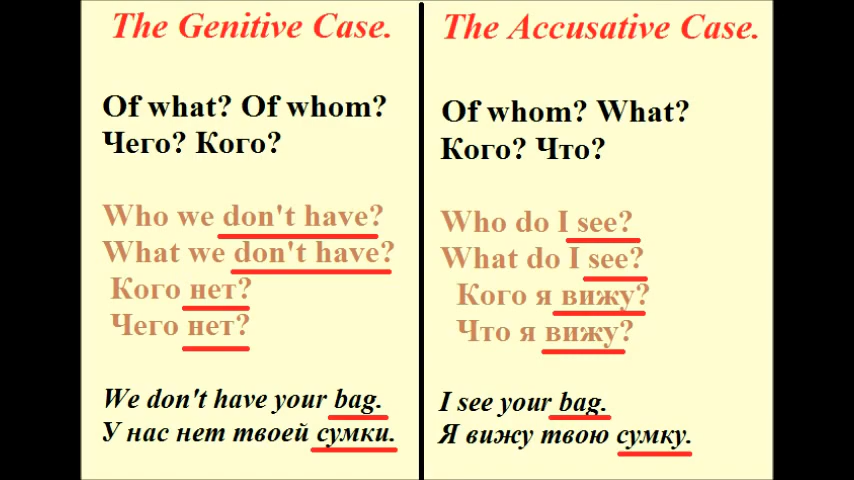 The Genitive Case.
Of what? Of whom?
Чего? Кого?
Who we don't have?
What we don't have?
Кого нет?
Чего нет?
We don't have your bag.
У нас нет твоей сумки.
The Accusative Case.
Of whom? What?
Кого? Что?
Who do I see?
What do I see?
Кого я вижу?
Что я вижу?
I see your bag.
Я вижу твою сумку.